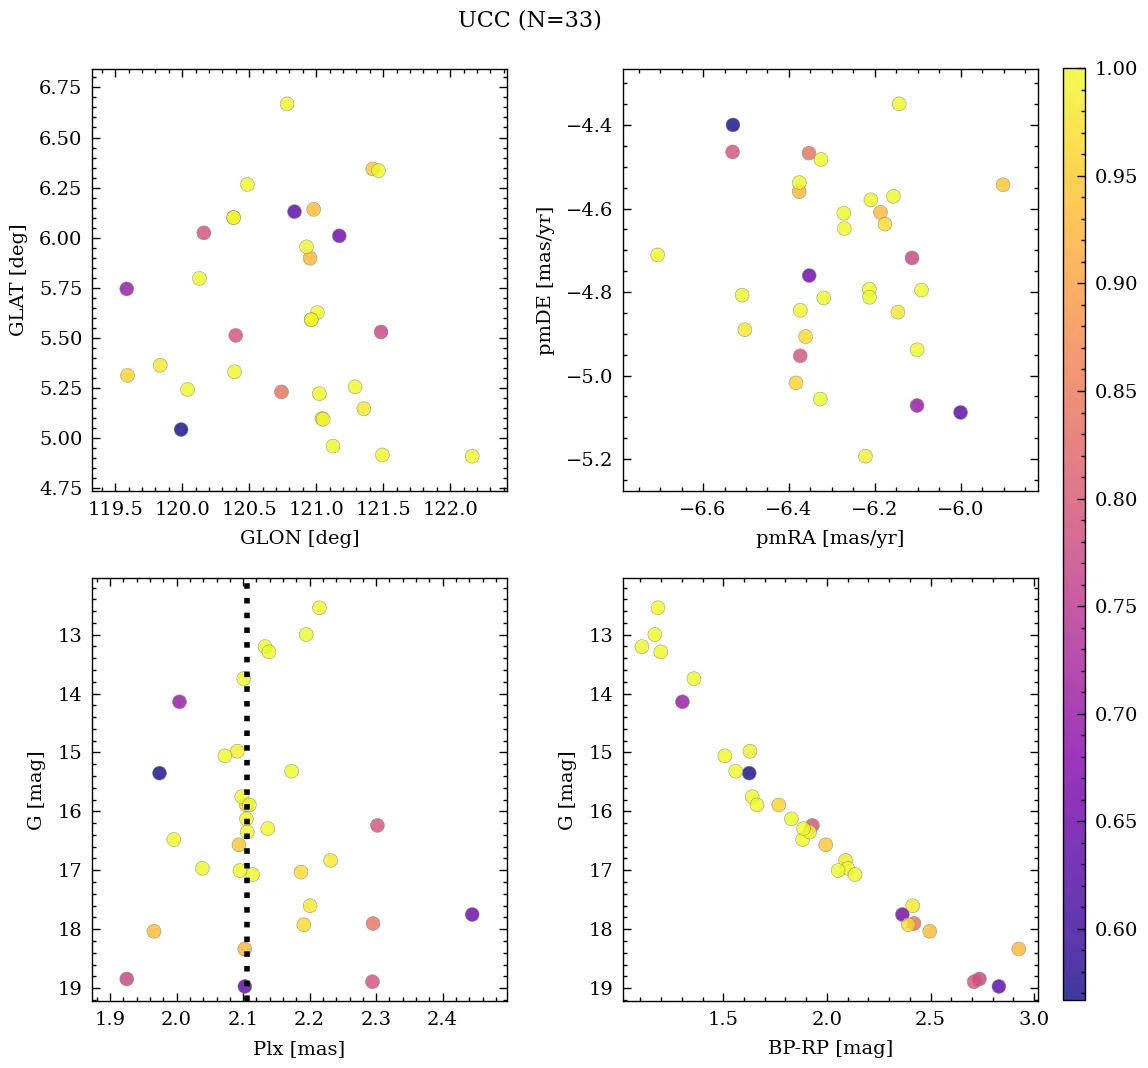 UCC (N=33)
6.75
6.50
6.25
6.00
5.75
5.50
5.25
5.00
4.75
GLAT [deg]
119.5 120.0 120.5 121.0 121.5 122.0
GLON [deg]
−4.4
−4.6
−4.8
−5.0
−5.2
pmDE [mas/yr]
−6.6 −6.4 −6.2 −6.0
pmRA [mas/yr]
13
14
15
16
17
18
19
G [mag]
1.9 2.0 2.1 2.2 2.3 2.4
Plx [mas]
13
14
15
16
17
18
19
G [mag]
1.5 2.0 2.5 3.0
BP-RP [mag]
1.00
0.95
0.90
0.85
0.80
0.75
0.70
0.65
0.60